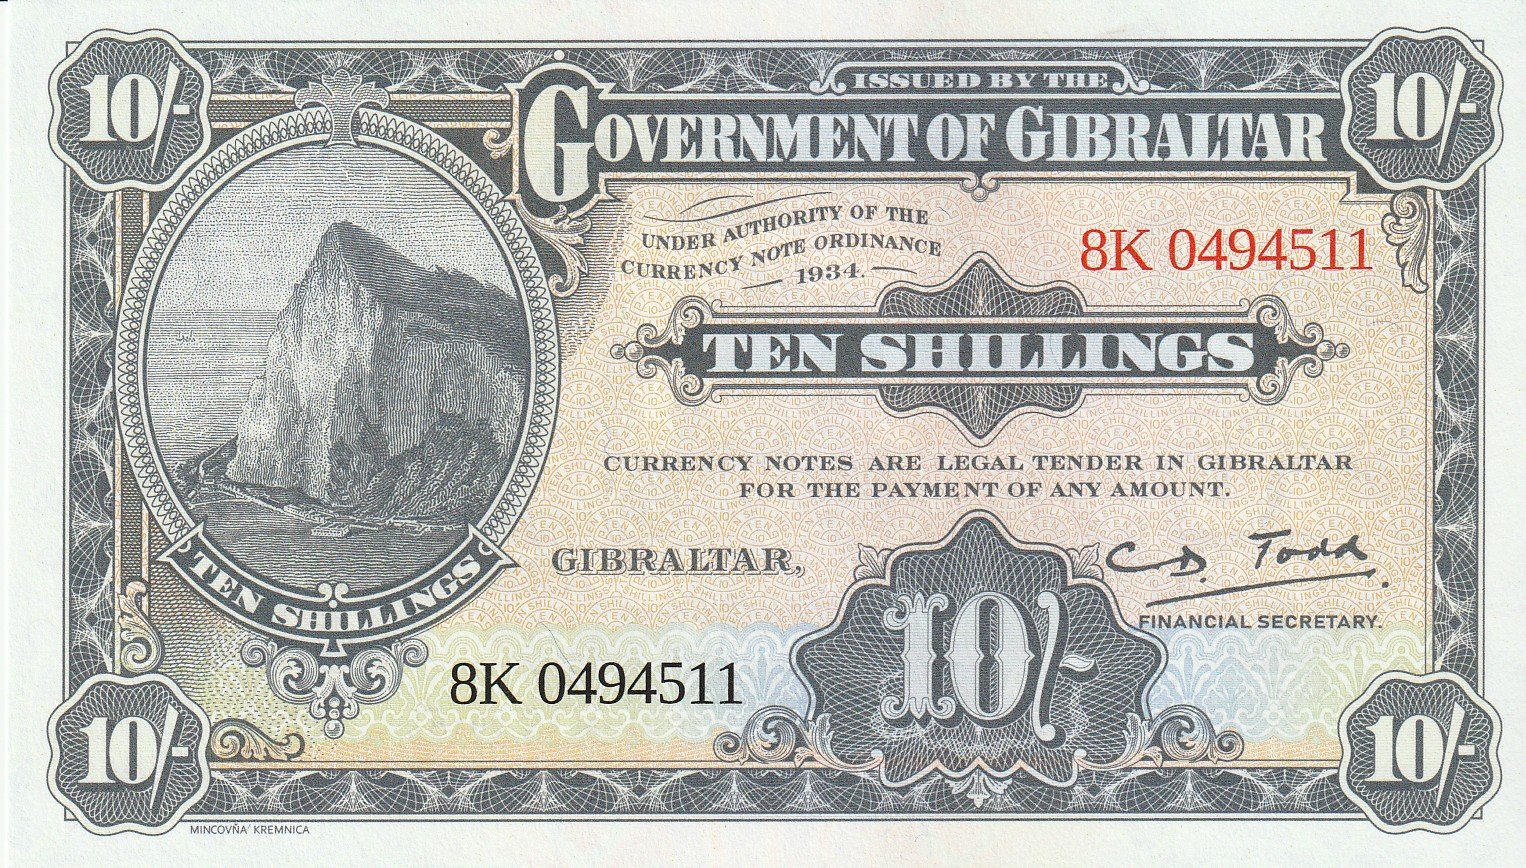 10/-
10/-
ISSUED BY THE
GOVERNMENT OF GIBRALTAR
UNDER AUTHORITY OF THE
CURRENCY NOTE ORDINANCE
1934.
8K 0494511
TEN SHILLINGS
CURRENCY NOTES ARE LEGAL TENDER IN GIBRALTAR
FOR THE PAYMENT OF ANY AMOUNT.
GIBRALTAR,
C. D. Todd
FINANCIAL SECRETARY.
TEN SHILLINGS
8K 0494511
10/-
10/-
10/-
MINCOVŇA KREMNICA